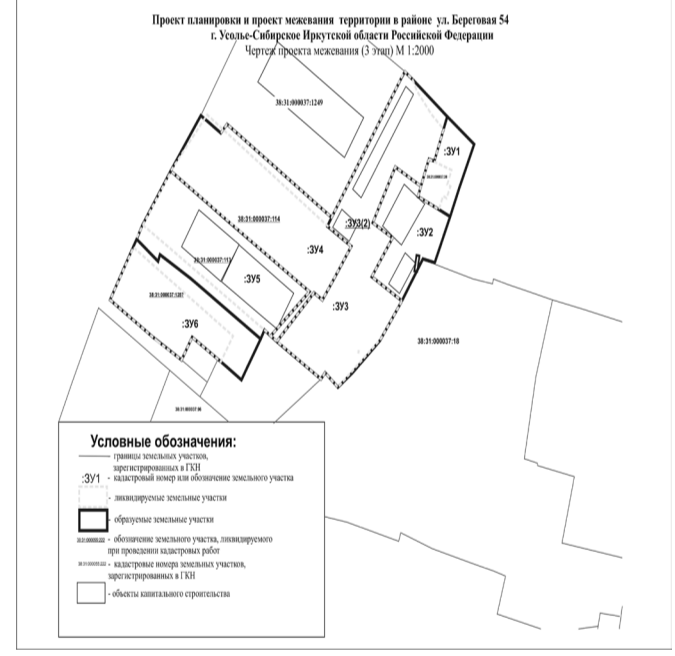 Проект планировки и проект межевания территории в районе ул. Береговая 54
г. Усолье-Сибирское Иркутской области Российской Федерации
Чертеж проекта межевания (3 этап) М 1:2000
38:31:000037:1249
:ЗУ1
:ЗУ3(2)
38:31:000037:114
:ЗУ2
:ЗУ4
:ЗУ5
:ЗУ3
:ЗУ6
38:31:000037:18
Условные обозначения:
границы земельных участков,
зарегистрированных в ГКН
:ЗУ1 - кадастровый номер или обозначение земельного участка
- ликвидируемые земельные участки
- образуемые земельные участки
- обозначение земельного участка, ликвидируемого
при проведении кадастровых работ
- кадастровые номера земельных участков,
зарегистрированных в ГКН
- объекты капитального строительства